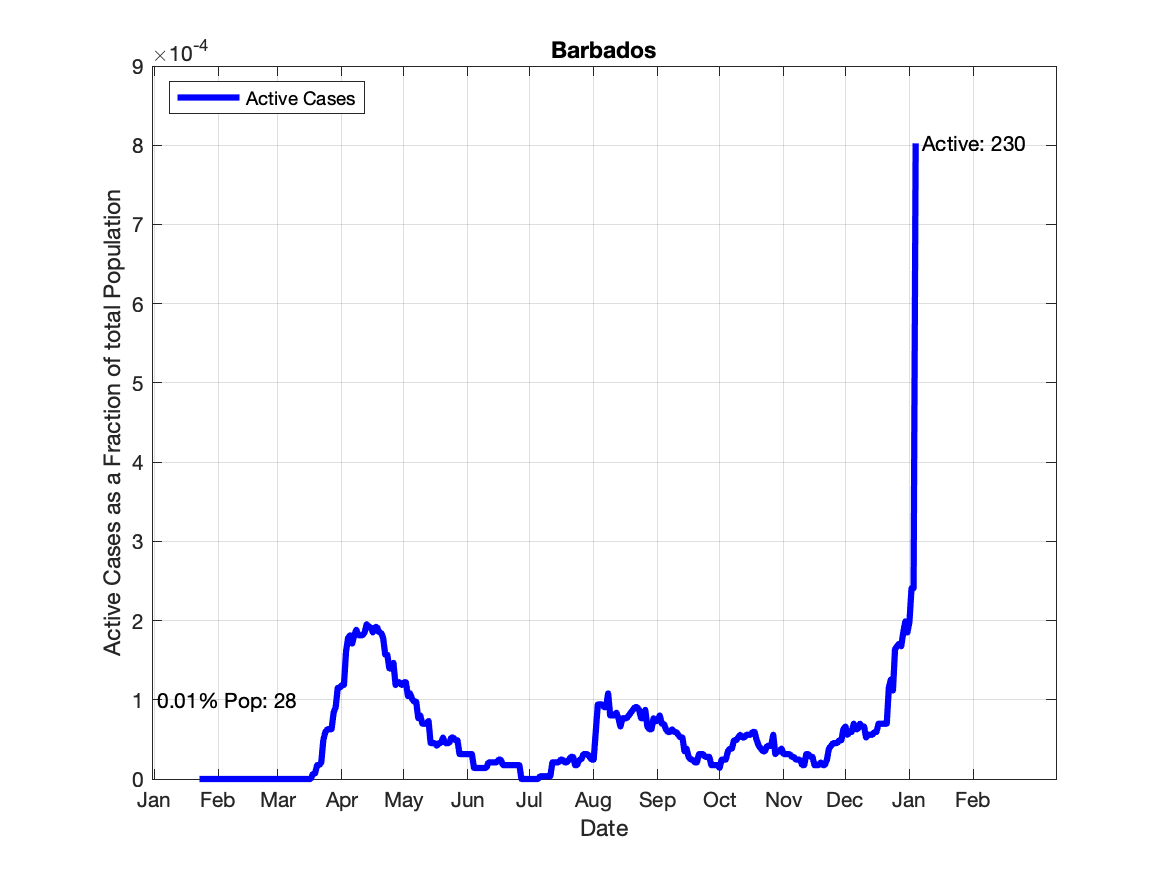 Barbados
×10-4
Active Cases
9
8
7
6
5
4
3
2
1
0
Active: 230
0.01% Pop: 28
Active Cases as a Fraction of total Population
Jan Feb Mar Apr May Jun Jul Aug Sep Oct Nov Dec Jan Feb
Date